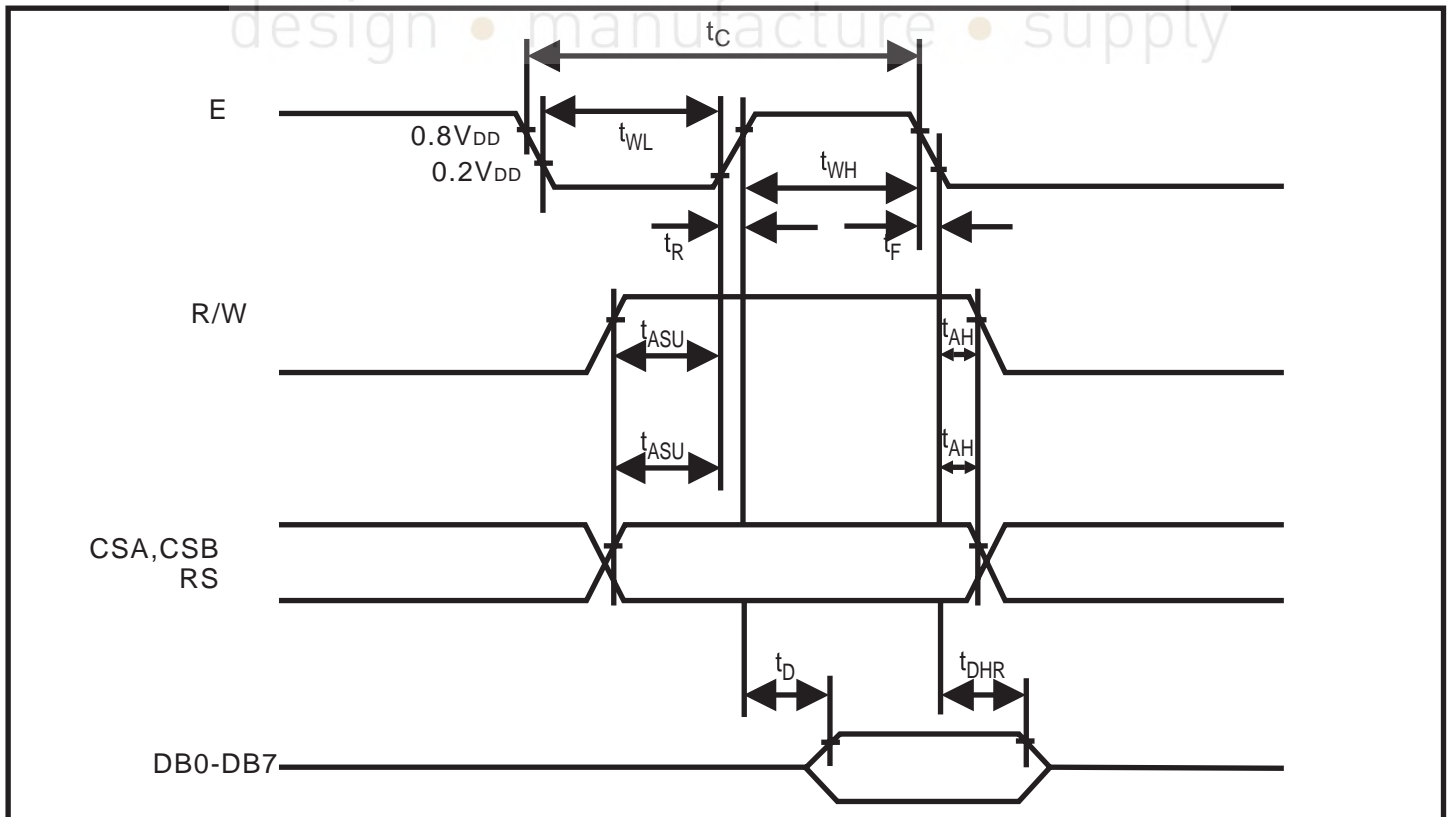 design • manufacture • supply
tC
E
0.8VDD
tWL
0.2VDD
tWH
tR
tF
R/W
tASU
tAH
tASU
tAH
CSA,CSB
RS
tD
tDHR
DB0-DB7